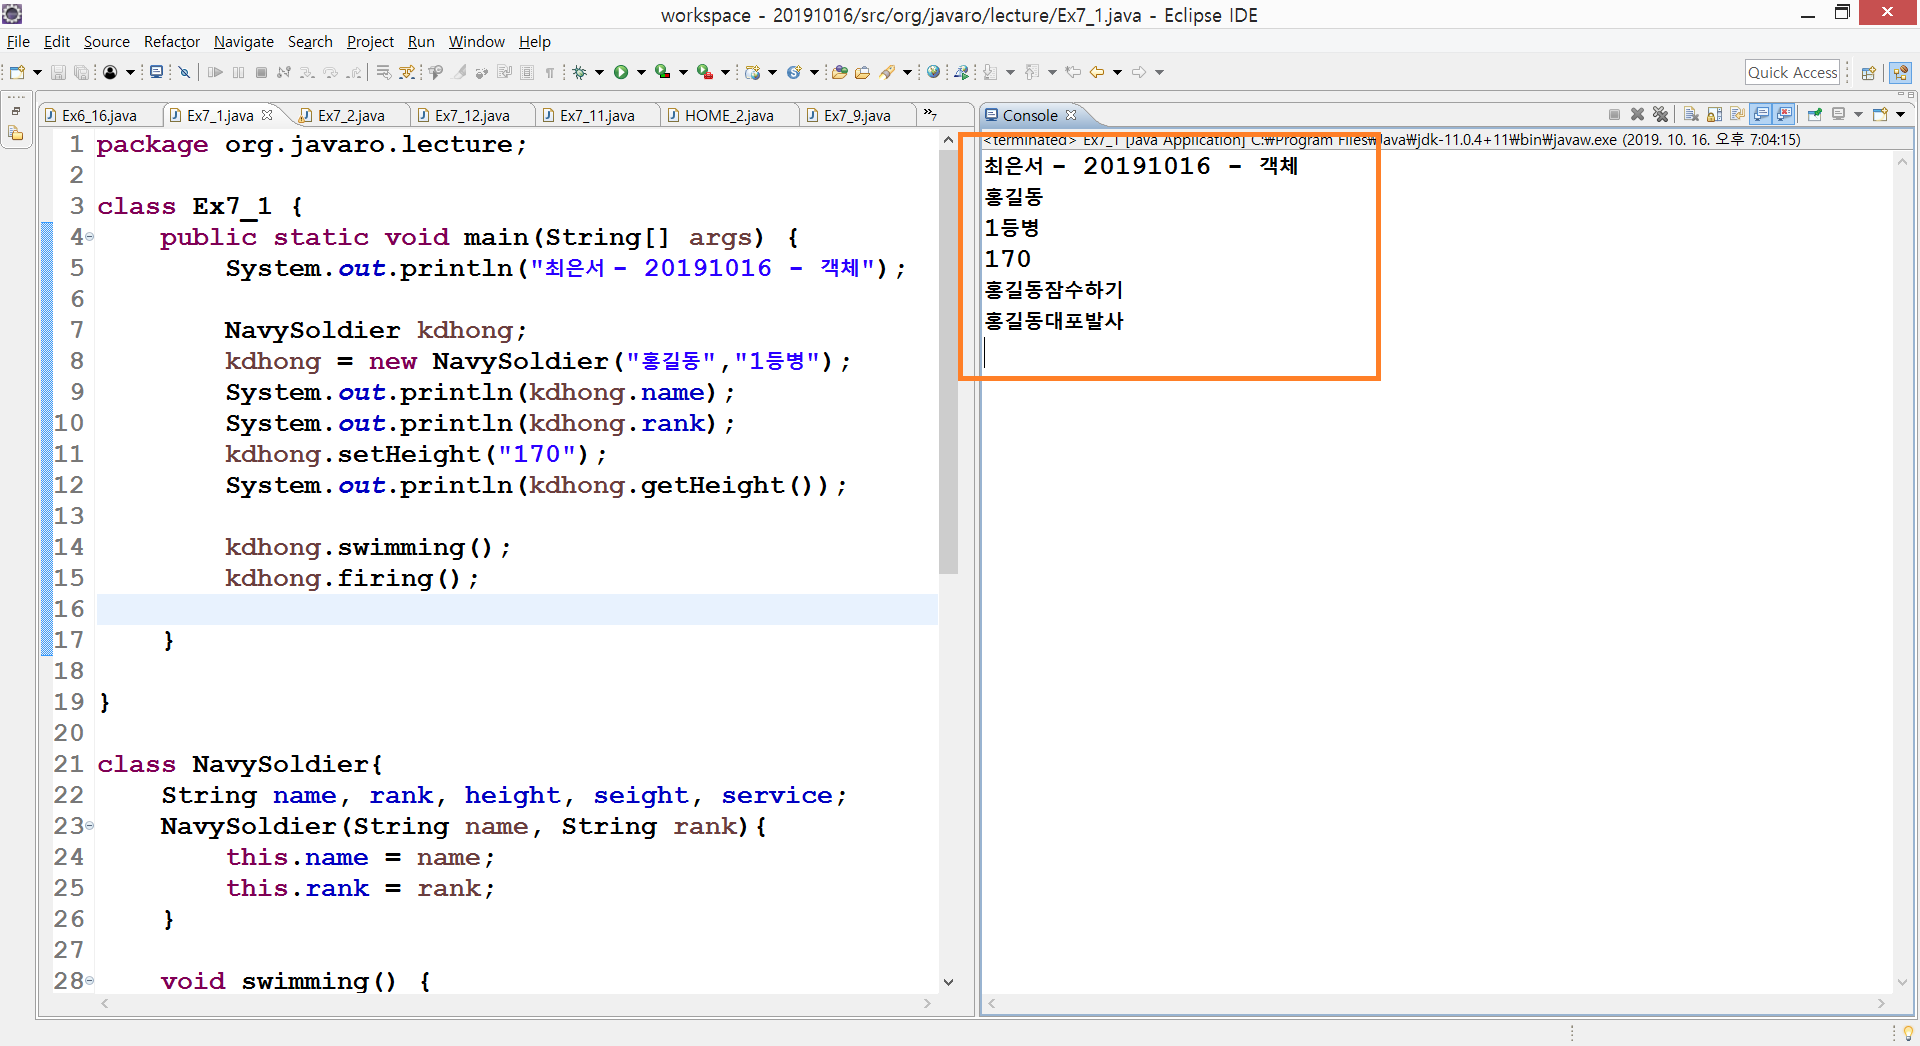 workspace - 20191016/src/org/javaro/lecture/Ex7_1.java - Eclipse IDE
File Edit Source Refactor Navigate Search Project Run Window Help
Quick Access
Ex6_16.java Ex7_1.java Ex7_2.java Ex7_12.java Ex7_11.java HOME_2.java Ex7_9.java »7
1 package org.javaro.lecture;
2
3 class Ex7_1 {
4 public static void main(String[] args) {
5 System.out.println("최은서 - 20191016 - 객체");
6
7 NavySoldier kdhong;
8 kdhong = new NavySoldier("홍길동","1등병");
9 System.out.println(kdhong.name);
10 System.out.println(kdhong.rank);
11 kdhong.setHeight("170");
12 System.out.println(kdhong.getHeight());
13
14 kdhong.swimming();
15 kdhong.firing();
16
17 }
18
19 }
20
21 class NavySoldier{
22 String name, rank, height, seight, service;
23 NavySoldier(String name, String rank){
24 this.name = name;
25 this.rank = rank;
26 }
27
28 void swimming() {
Console
<terminated> Ex7_1 [Java Application] C:₩Program Files₩Java₩jdk-11.0.4+11₩bin₩javaw.exe (2019. 10. 16. 오후 7:04:15)
최은서 - 20191016 - 객체
홍길동
1등병
170
홍길동잠수하기
홍길동대포발사